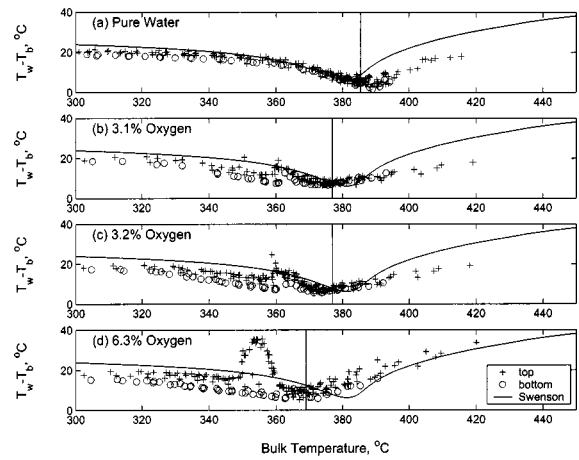 (a) Pure Water
T_w-T_b, °C
40
20
0
300 320 340 360 380 400 420 440
(b) 3.1% Oxygen
T_w-T_b, °C
40
20
0
300 320 340 360 380 400 420 440
(c) 3.2% Oxygen
T_w-T_b, °C
40
20
0
300 320 340 360 380 400 420 440
(d) 6.3% Oxygen
T_w-T_b, °C
40
20
0
+ top
o bottom
Swenson
300 320 340 360 380 400 420 440
Bulk Temperature, °C